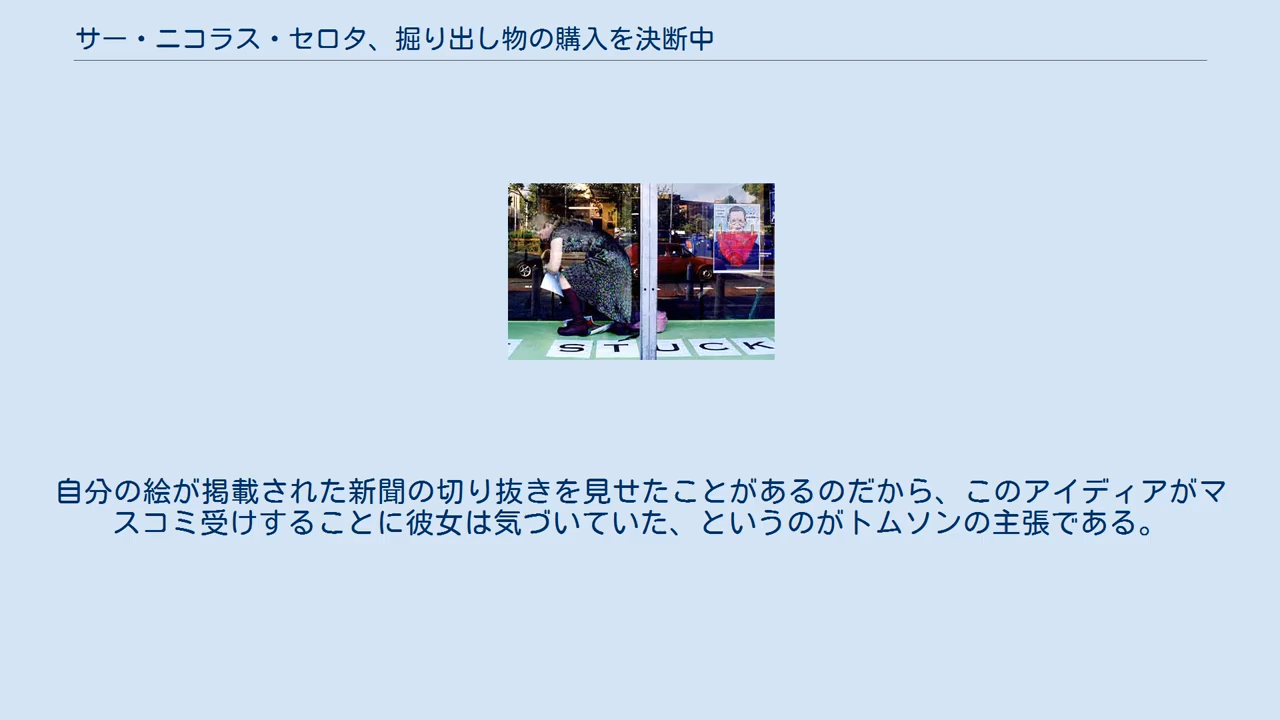 サー・ニコラス・セロタ、掘り出し物の購入を決断中
STUCK
自分の絵が掲載された新聞の切り抜きを見せたことがあるのだから、このアイディアがマ
スコミ受けすることに彼女は気づいていた、というのがトムソンの主張である。